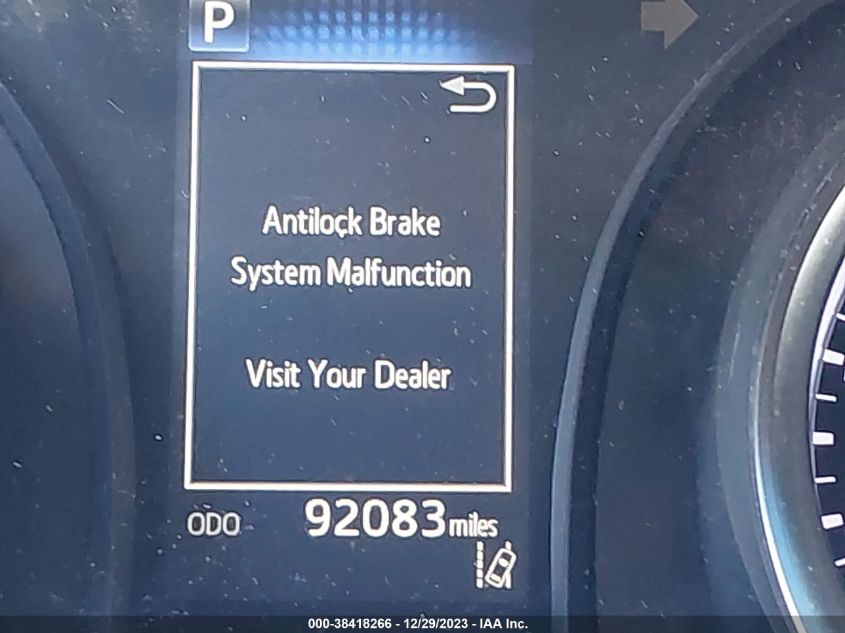 P
Antilock Brake
System Malfunction
Visit Your Dealer
ODO 92083 miles
000-38418266 - 12/29/2023 - IAA Inc.